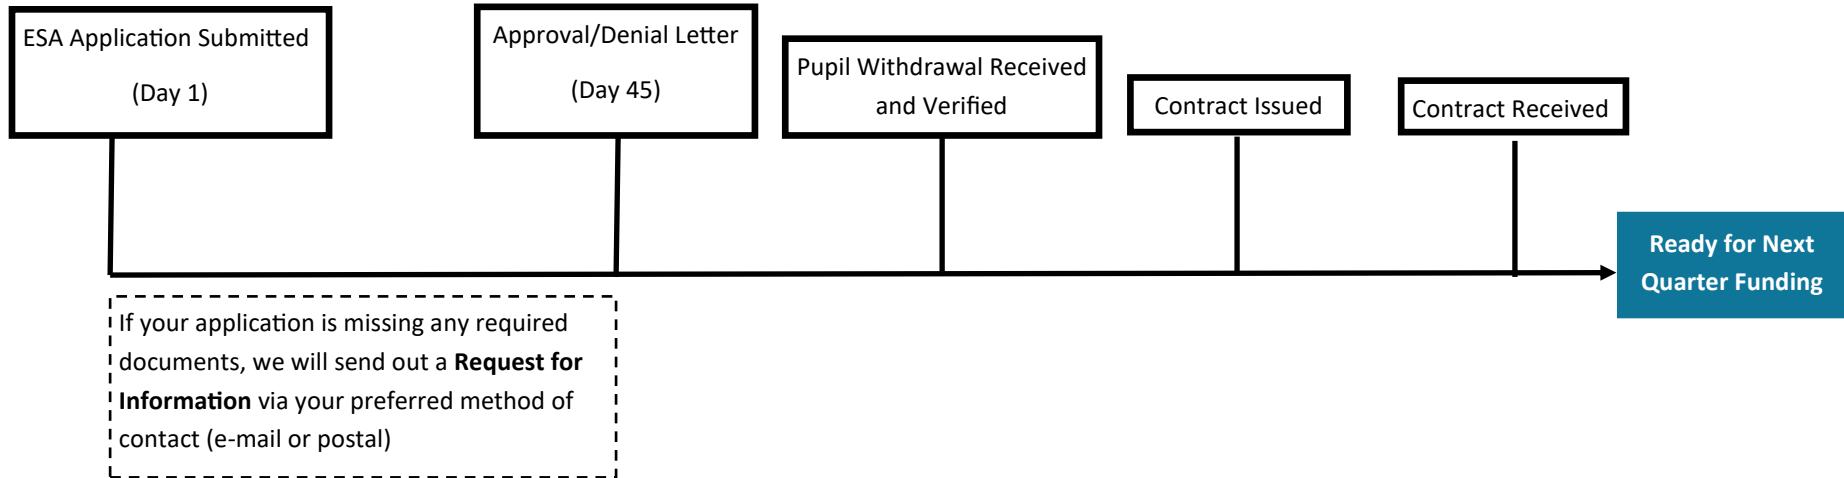 ESA Application Submitted
(Day 1)
Approval/Denial Letter
(Day 45)
Pupil Withdrawal Received
and Verified
Contract Issued
Contract Received
Ready for Next
Quarter Funding
If your application is missing any required
documents, we will send out a Request for
Information via your preferred method of
contact (e-mail or postal)